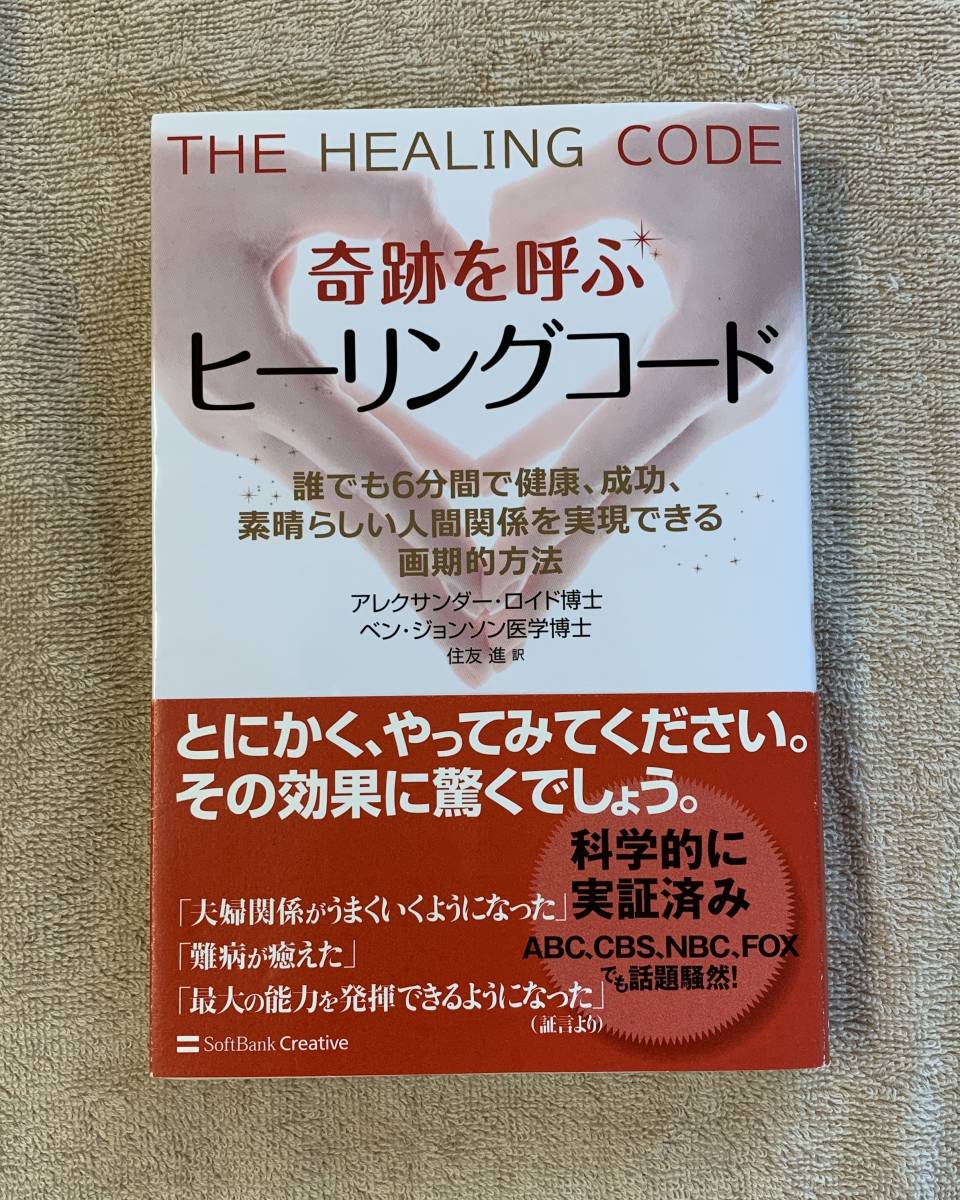 THE HEALING CODE
奇跡を呼ぶ
ヒーリングコード
誰でも6分間で健康、成功、
素晴らしい人間関係を実現できる
画期的方法
アレクサンダー・ロイド博士
ベン・ジョンソン医学博士
住友 進 訳
とにかく、やってみてください。
その効果に驚くでしょう。
科学的に
実証済み
ABC、CBS、NBC、FOX
でも話題騒然!
「夫婦関係がうまくいくようになった」
「難病が癒えた」
「最大の能力を発揮できるようになった」
(証言より)
SoftBank Creative